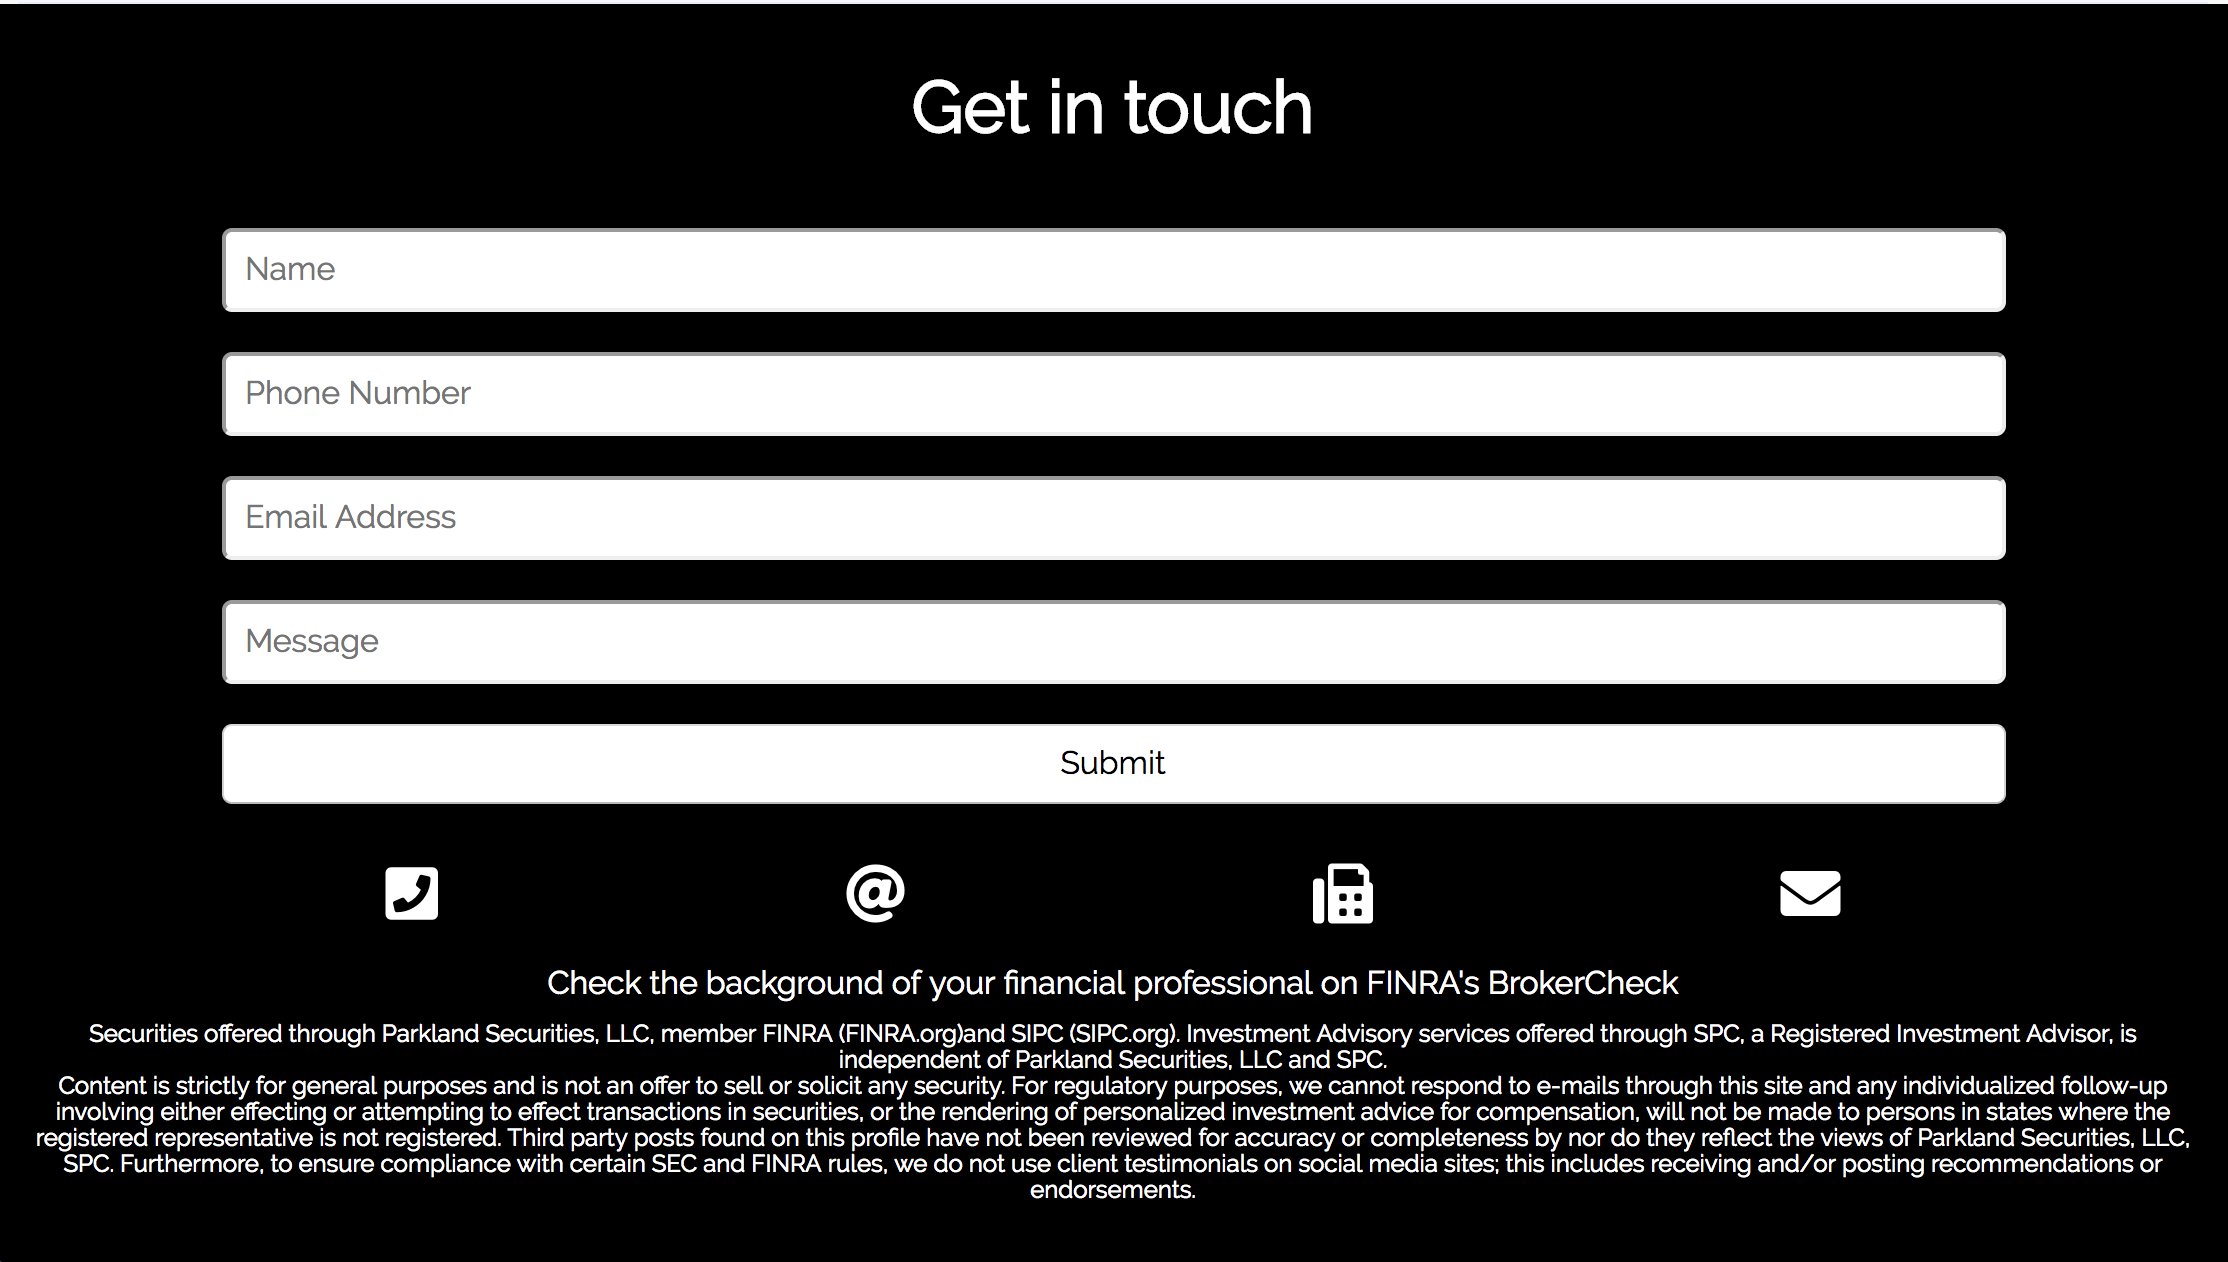 Get in touch
Name
Phone Number
Email Address
Message
Submit
Check the background of your financial professional on FINRA's BrokerCheck
Securities offered through Parkland Securities, LLC, member FINRA (FINRA.org)and SIPC (SIPC.org). Investment Advisory services offered through SPC, a Registered Investment Advisor, is
independent of Parkland Securities, LLC and SPC.
Content is strictly for general purposes and is not an offer to sell or solicit any security. For regulatory purposes, we cannot respond to e-mails through this site and any individualized follow-up
involving either effecting or attempting to effect transactions in securities, or the rendering of personalized investment advice for compensation, will not be made to persons in states where the
registered representative is not registered. Third party posts found on this profile have not been reviewed for accuracy or completeness by nor do they reflect the views of Parkland Securities, LLC,
SPC. Furthermore, to ensure compliance with certain SEC and FINRA rules, we do not use client testimonials on social media sites; this includes receiving and/or posting recommendations or
endorsements.